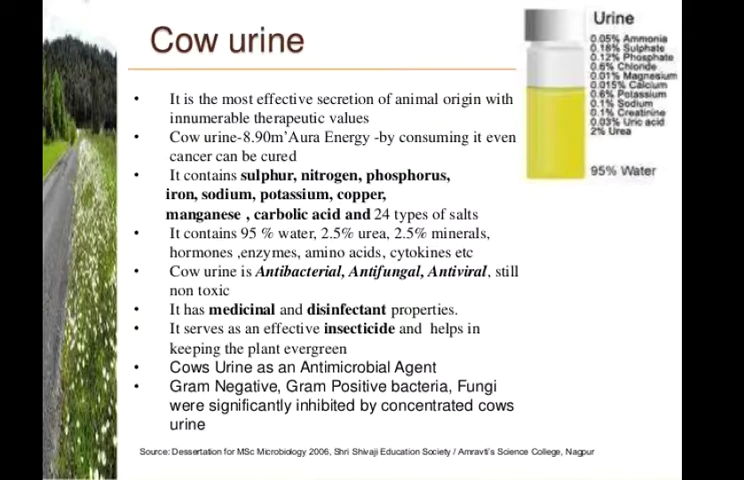 Cow urine
• It is the most effective secretion of animal origin with
innumerable therapeutic values
• Cow urine-8.90m'Aura Energy -by consuming it even
cancer can be cured
• It contains sulphur, nitrogen, phosphorus,
iron, sodium, potassium, copper,
manganese , carbolic acid and 24 types of salts
• It contains 95 % water, 2.5% urea, 2.5% minerals,
hormones ,enzymes, amino acids, cytokines etc
• Cow urine is Antibacterial, Antifungal, Antiviral, still
non toxic
• It has medicinal and disinfectant properties.
• It serves as an effective insecticide and helps in
keeping the plant evergreen
• Cows Urine as an Antimicrobial Agent
• Gram Negative, Gram Positive bacteria, Fungi
were significantly inhibited by concentrated cows
urine
Source: Dessertation for MSc Microbiology 2006, Shri Shivaji Education Society / Amravti's Science College, Nagpur
Urine
0.05% Ammonia
0.18% Sulphate
0.12% Phosphate
0.6% Chloride
0.01% Magnesium
0.015% Calcium
0.6% Potassium
0.1% Sodium
0.1% Creatinine
0.03% Uric acid
2% Urea
95% Water